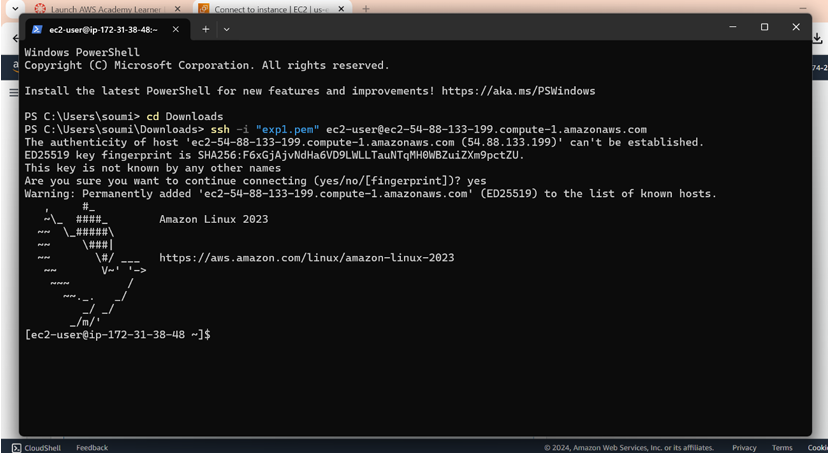 Launch AWS Academy Learner
Connect to instance | EC2 | us-e
ec2-user@ip-172-31-38-48:~
Windows PowerShell
Copyright (C) Microsoft Corporation. All rights reserved.
Install the latest PowerShell for new features and improvements! https://aka.ms/PSWindows
PS C:\Users\soumi> cd Downloads
PS C:\Users\soumi\Downloads> ssh -i "exp1.pem" ec2-user@ec2-54-88-133-199.compute-1.amazonaws.com
The authenticity of host 'ec2-54-88-133-199.compute-1.amazonaws.com (54.88.133.199)' can't be established.
ED25519 key fingerprint is SHA256:F6xGjAjvNdHa6VD9LWLLTauNTqMH0WBZuiZXm9pctZU.
This key is not known by any other names
Are you sure you want to continue connecting (yes/no/[fingerprint])? yes
Warning: Permanently added 'ec2-54-88-133-199.compute-1.amazonaws.com' (ED25519) to the list of known hosts.
   ,     #_
   ~\_  ####_        Amazon Linux 2023
  ~~  \_#####\
  ~~     \###|
  ~~       \#/ ___   https://aws.amazon.com/linux/amazon-linux-2023
   ~~       V~' '->
    ~~~         /
      ~~._.   _/
         _/ _/
       _/m/'
[ec2-user@ip-172-31-38-48 ~]$
CloudShell Feedback © 2024, Amazon Web Services, Inc. or its affiliates. Privacy Terms Cooki